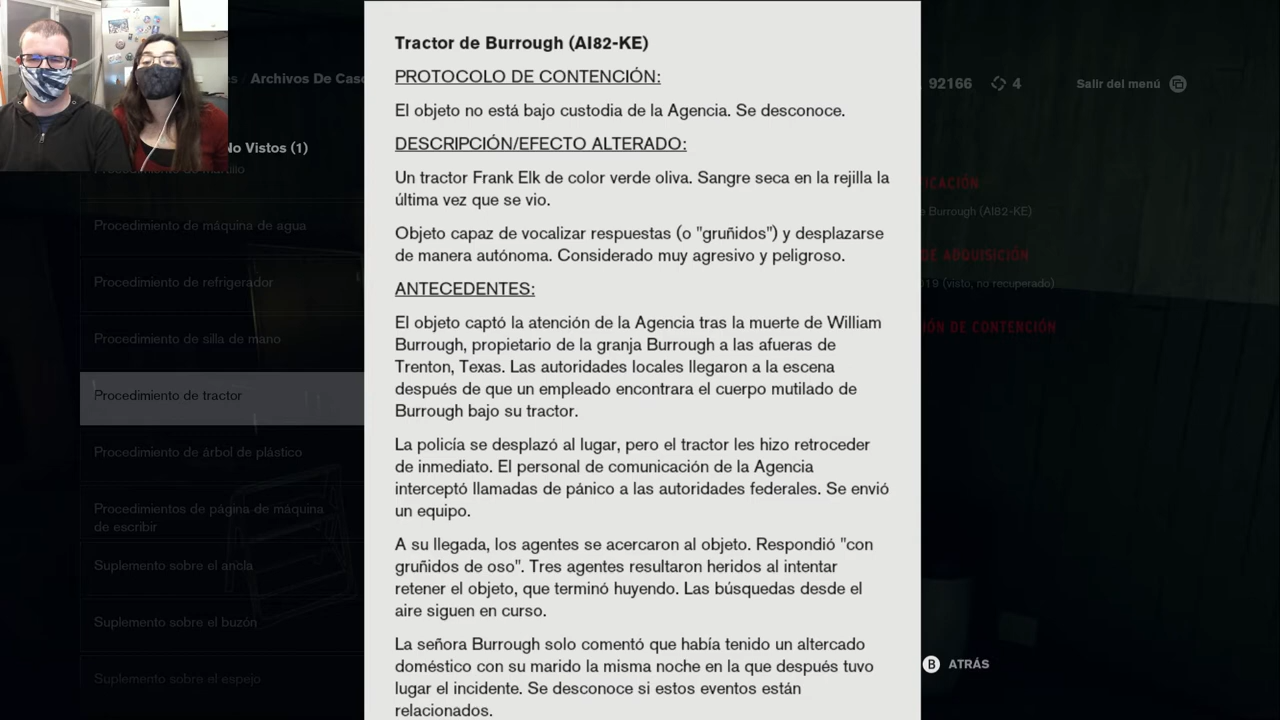 Tractor de Burrough (AI82-KE)
PROTOCOLO DE CONTENCIÓN:
El objeto no está bajo custodia de la Agencia. Se desconoce.
DESCRIPCIÓN/EFECTO ALTERADO:
Un tractor Frank Elk de color verde oliva. Sangre seca en la rejilla la
última vez que se vio.
Objeto capaz de vocalizar respuestas (o "gruñidos") y desplazarse
de manera autónoma. Considerado muy agresivo y peligroso.
ANTECEDENTES:
El objeto captó la atención de la Agencia tras la muerte de William
Burrough, propietario de la granja Burrough a las afueras de
Trenton, Texas. Las autoridades locales llegaron a la escena
después de que un empleado encontrara el cuerpo mutilado de
Burrough bajo su tractor.
La policía se desplazó al lugar, pero el tractor les hizo retroceder
de inmediato. El personal de comunicación de la Agencia
interceptó llamadas de pánico a las autoridades federales. Se envió
un equipo.
A su llegada, los agentes se acercaron al objeto. Respondió "con
gruñidos de oso". Tres agentes resultaron heridos al intentar
retener el objeto, que terminó huyendo. Las búsquedas desde el
aire siguen en curso.
La señora Burrough solo comentó que había tenido un altercado
doméstico con su marido la misma noche en la que después tuvo
lugar el incidente. Se desconoce si estos eventos están
relacionados.
Archivos De Caso
No Vistos (1)
Procedimiento de máquina de agua
Procedimiento de refrigerador
Procedimiento de silla de mano
Procedimiento de tractor
Procedimiento de árbol de plástico
Procedimientos de página de máquina
de escribir
Suplemento sobre el ancla
Suplemento sobre el buzón
Suplemento sobre el espejo
92166
4
Salir del menú
ICACIÓN
Burrough (AI82-KE)
DE ADQUISICIÓN
19 (visto, no recuperado)
IÓN DE CONTENCIÓN
B ATRÁS